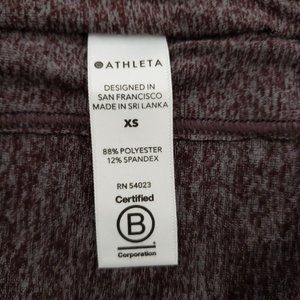 ATHLETA
DESIGNED IN
SAN FRANCISCO
MADE IN SRI LANKA
XS
88% POLYESTER
12% SPANDEX
RN 54023
Certified
B
Corporation